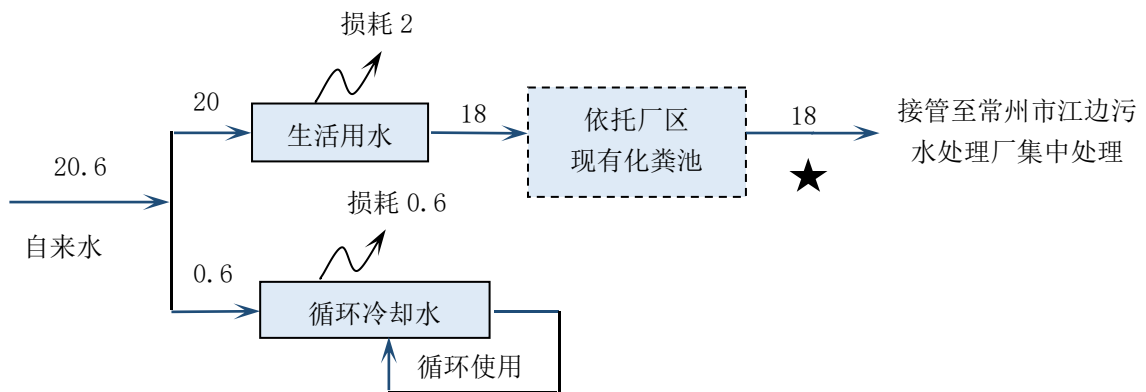 损耗 2
20
生活用水
18
依托厂区
现有化粪池
18
接管至常州市江边污
水处理厂集中处理
20.6
自来水
损耗 0.6
0.6
循环冷却水
循环使用